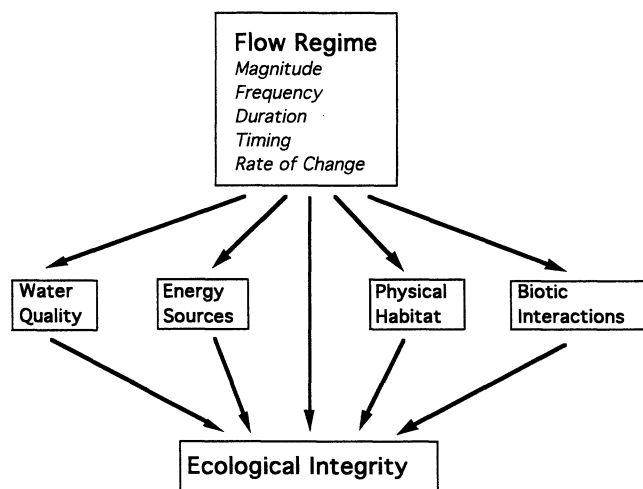 Flow Regime
Magnitude
Frequency
Duration
Timing
Rate of Change
Water
Quality
Energy
Sources
Physical
Habitat
Biotic
Interactions
Ecological Integrity